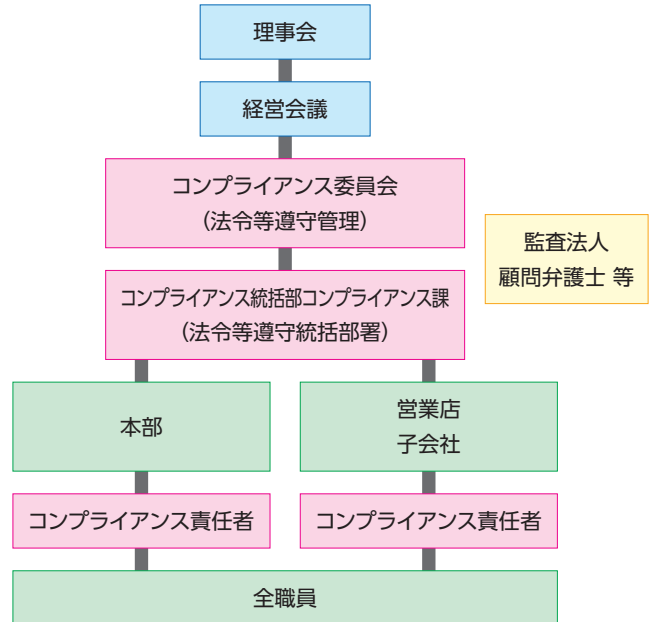 理事会
経営会議
コンプライアンス委員会
（法令等遵守管理）
監査法人
顧問弁護士 等
コンプライアンス統括部コンプライアンス課
（法令等遵守統括部署）
本部
営業店
子会社
コンプライアンス責任者
コンプライアンス責任者
全職員